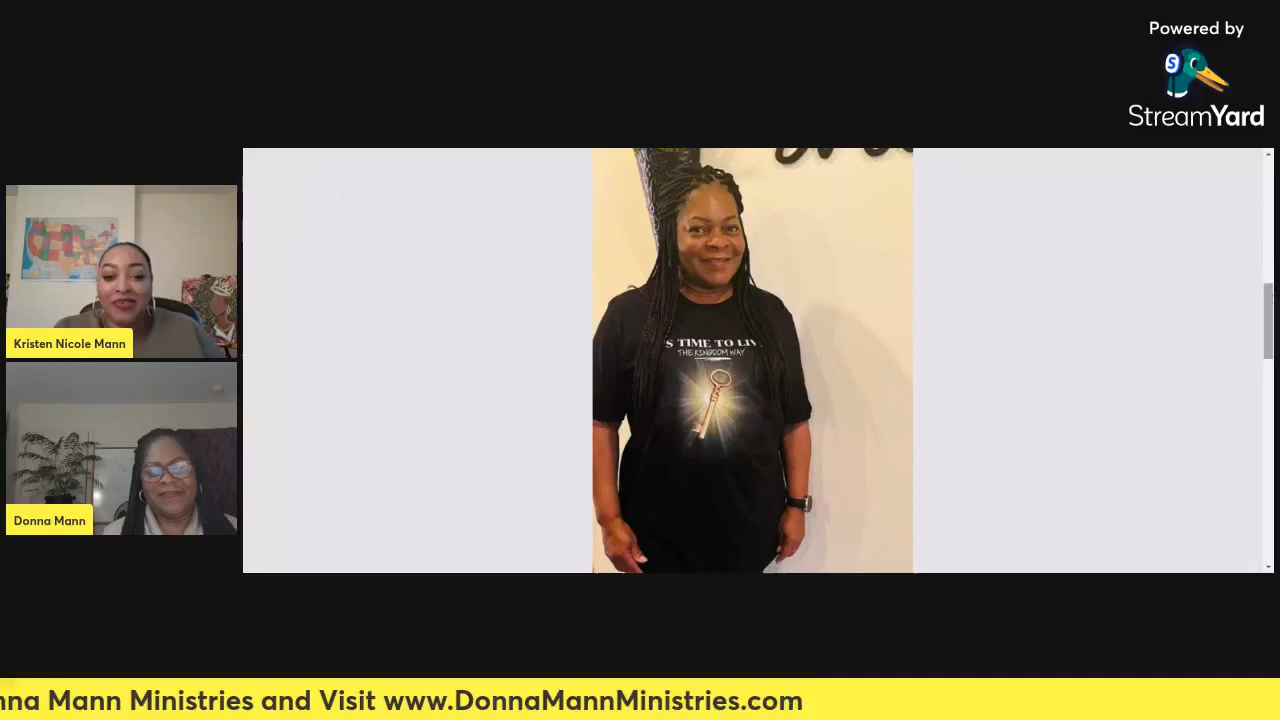 Powered by
StreamYard
S TIME TO LIV
THE KINGDOM WAY
Kristen Nicole Mann
Donna Mann
nna Mann Ministries and Visit www.DonnaMannMinistries.com